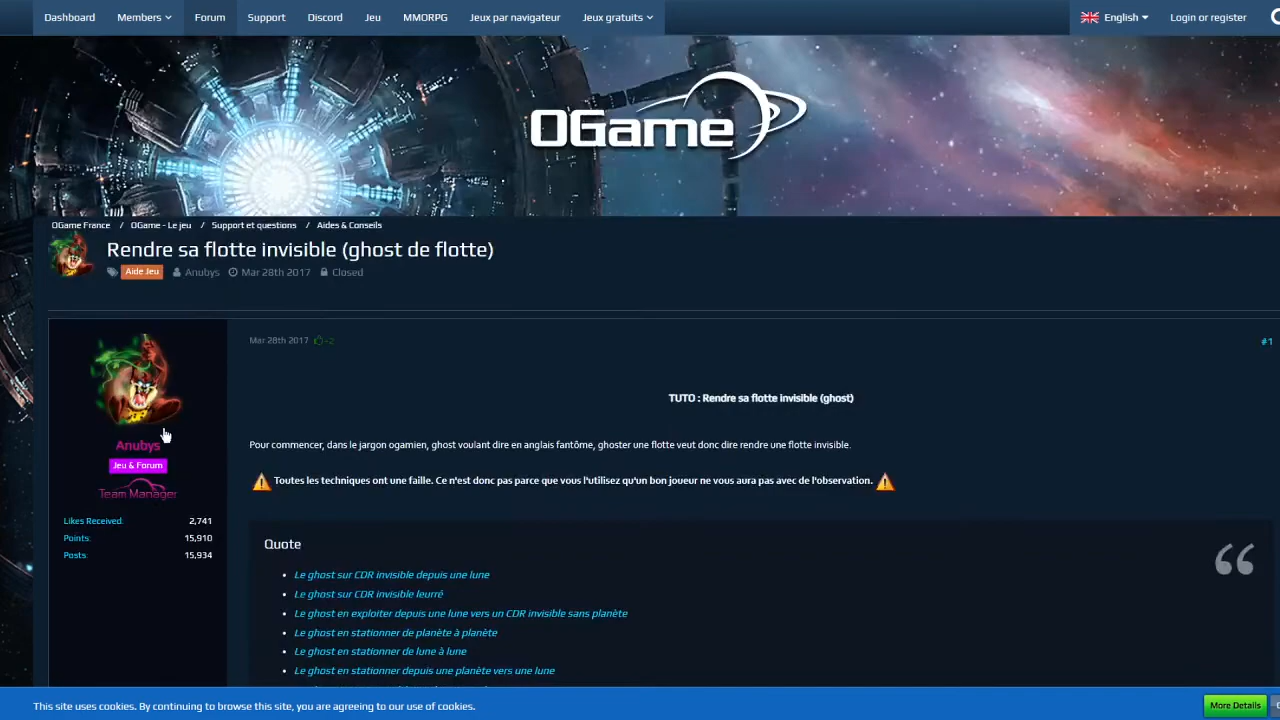 Dashboard Members Forum Support Discord Jeu MMORPG Jeux par navigateur Jeux gratuits English Login or register
OGame
OGame France / OGame - Le jeu / Support et questions / Aides & Conseils
Rendre sa flotte invisible (ghost de flotte)
Aide Jeu Anubys Mar 28th 2017 Closed
Mar 28th 2017 +2 #1
TUTO : Rendre sa flotte invisible (ghost)
Anubys
Pour commencer, dans le jargon ogamien, ghost voulant dire en anglais fantôme, ghoster une flotte veut donc dire rendre une flotte invisible.
Jeu & Forum
Toutes les techniques ont une faille. Ce n'est donc pas parce que vous l'utilisez qu'un bon joueur ne vous aura pas avec de l'observation.
Team Manager
Likes Received: 2,741
Points: 15,910
Posts: 15,934
Quote
Le ghost sur CDR invisible depuis une lune
Le ghost sur CDR invisible leurré
Le ghost en exploiter depuis une lune vers un CDR invisible sans planète
Le ghost en stationner de planète à planète
Le ghost en stationner de lune à lune
Le ghost en stationner depuis une planète vers une lune
This site uses cookies. By continuing to browse this site, you are agreeing to our use of cookies. More Details